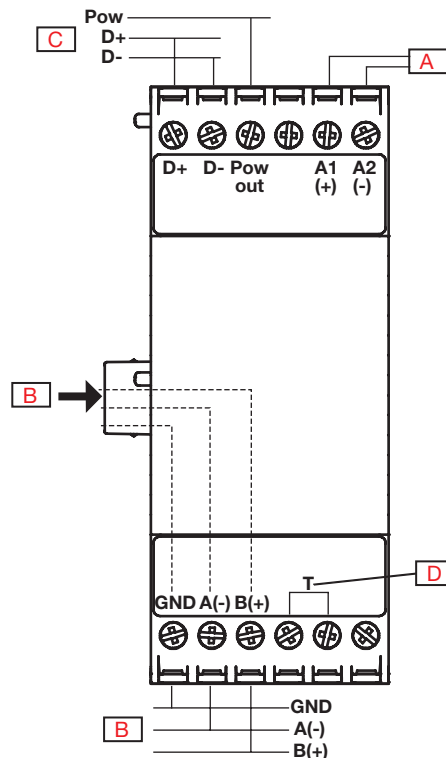 Pow
C
D+
D-
A
D+ D- Pow out A1 (+) A2 (-)
B
T
D
GND A(-) B(+)
GND
B
A(-)
B(+)